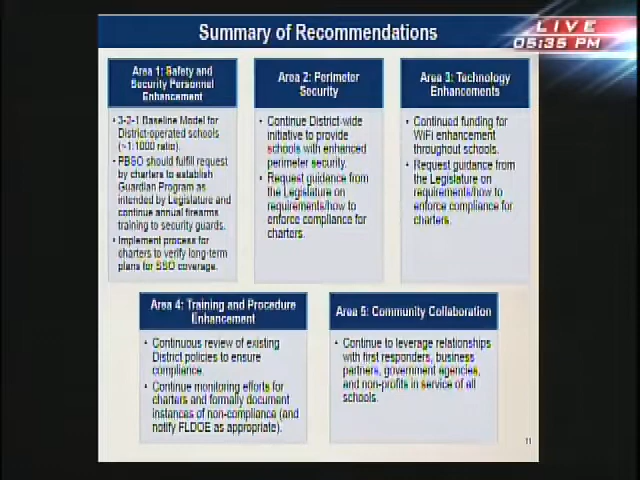 Summary of Recommendations
LIVE
05:35 PM
Area 1: Safety and
Security Personnel
Enhancement
• 3-2-1 Baseline Model for
District-operated schools
(~1:1000 ratio).
• PBSO should fulfill request
by charters to establish
Guardian Program as
intended by Legislature and
continue annual firearms
training to security guards.
• Implement process for
charters to verify long-term
plans for SSO coverage.
Area 2: Perimeter
Security
• Continue District-wide
initiative to provide
schools with enhanced
perimeter security.
• Request guidance from
the Legislature on
requirements/how to
enforce compliance for
charters.
Area 3: Technology
Enhancements
• Continued funding for
WiFi enhancement
throughout schools.
• Request guidance from
the Legislature on
requirements/how to
enforce compliance for
charters.
Area 4: Training and Procedure
Enhancement
• Continuous review of existing
District policies to ensure
compliance.
• Continue monitoring efforts for
charters and formally document
instances of non-compliance (and
notify FLDOE as appropriate).
Area 5: Community Collaboration
• Continue to leverage relationships
with first responders, business
partners, government agencies,
and non-profits in service of all
schools.
11